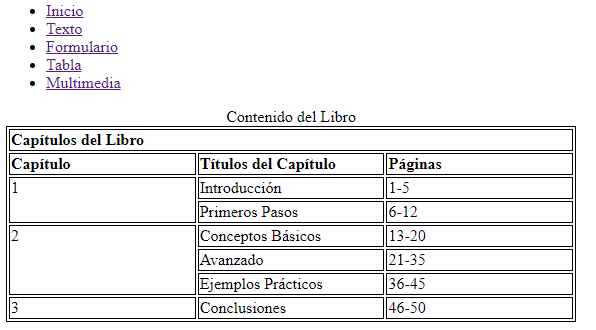 Inicio
Texto
Formulario
Tabla
Multimedia
Contenido del Libro
Capítulos del Libro
Capítulo Títulos del Capítulo Páginas
1 Introducción 1-5
Primeros Pasos 6-12
2 Conceptos Básicos 13-20
Avanzado 21-35
Ejemplos Prácticos 36-45
3 Conclusiones 46-50